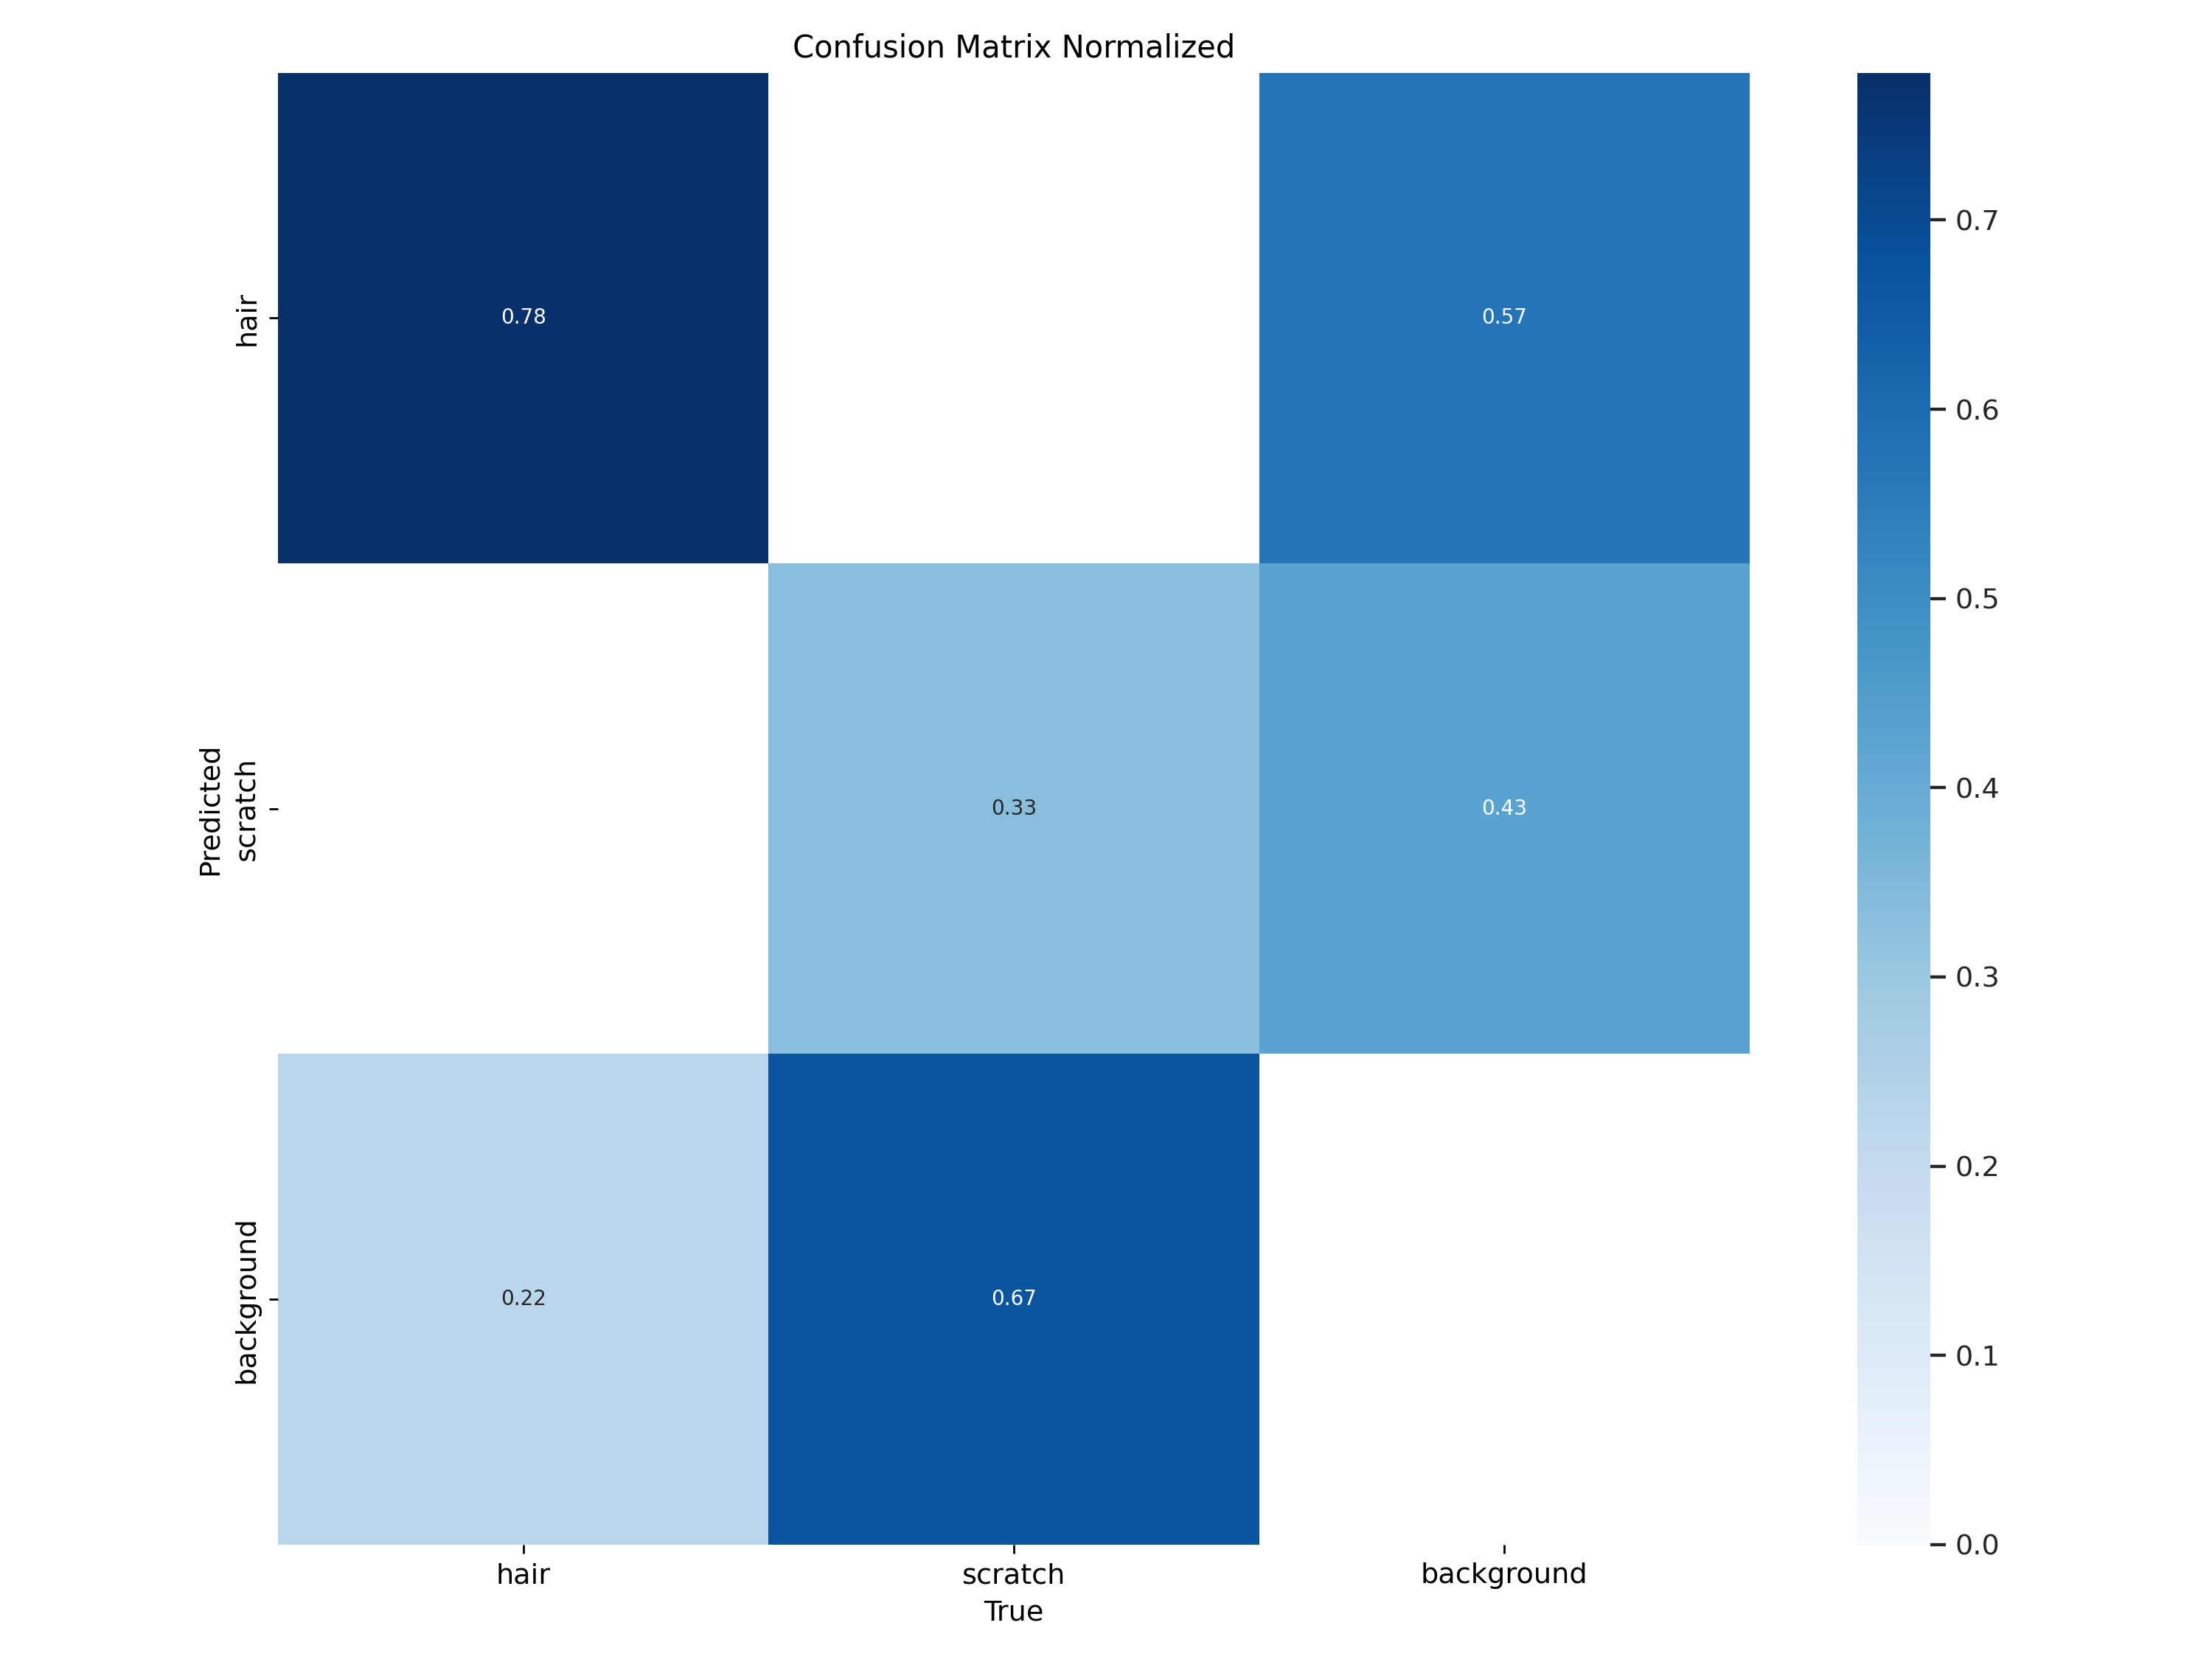 Confusion Matrix Normalized
hair
0.78
0.57
0.7
0.6
0.5
Predicted
scratch
0.33
0.43
0.4
0.3
background
0.22
0.67
0.2
0.1
0.0
hair
scratch
background
True